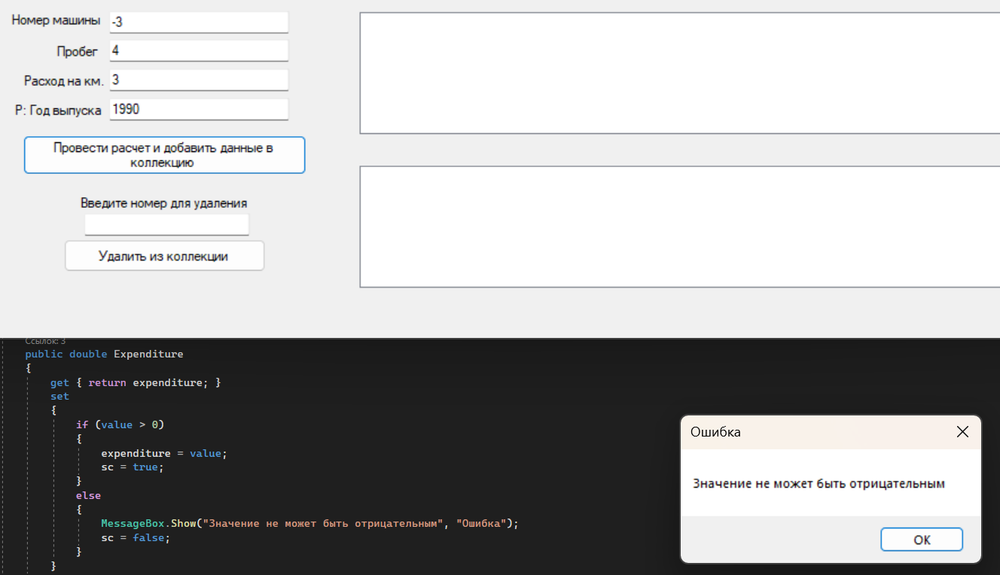 Номер машины -3
Пробег 4
Расход на км. 3
Р: Год выпуска 1990
Провести расчет и добавить данные в
коллекцию
Введите номер для удаления
Удалить из коллекции
Ссылок: 3
public double Expenditure
{
get { return expenditure; }
set
{
if (value > 0)
{
expenditure = value;
sc = true;
}
else
{
MessageBox.Show("Значение не может быть отрицательным", "Ошибка");
sc = false;
}
}
Ошибка
Значение не может быть отрицательным
ОК